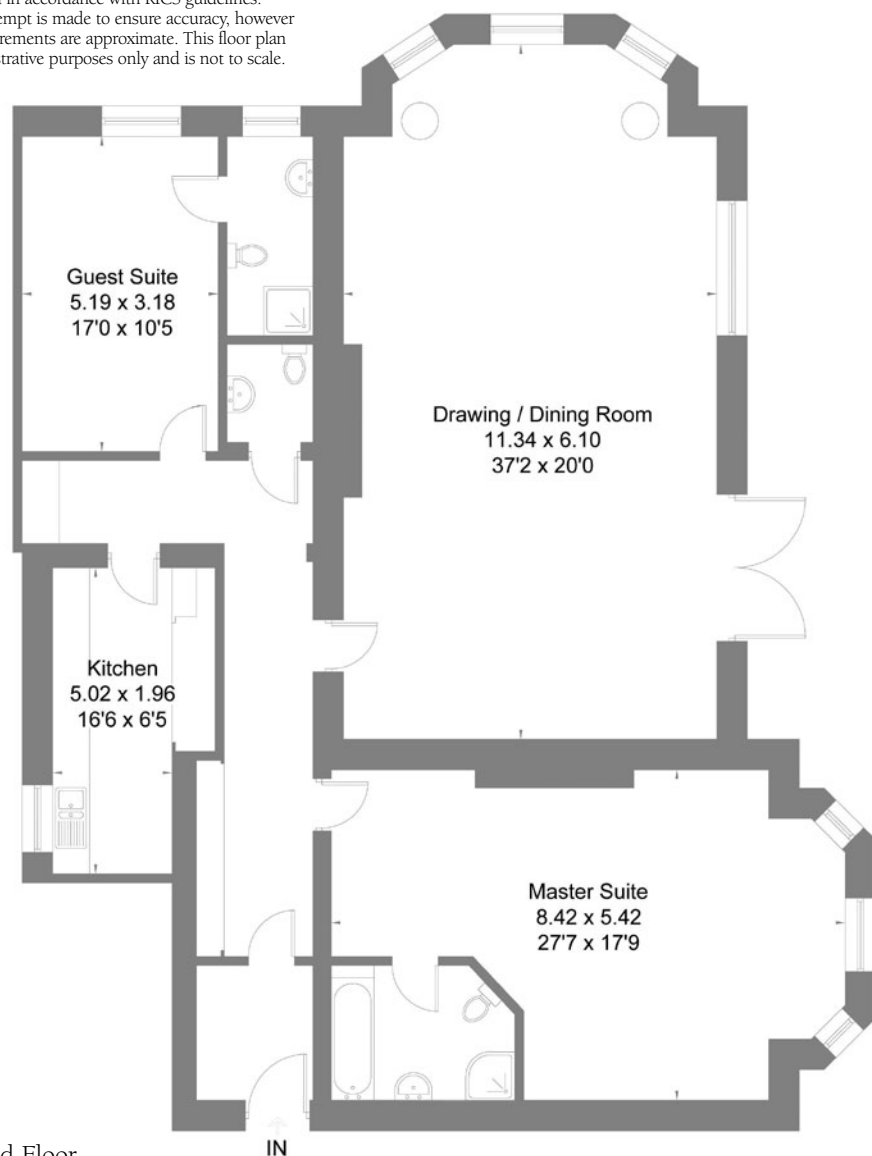 in accordance with RICS guidelines.
is made to ensure accuracy, however
are approximate. This floor plan
purposes only and is not to scale.
Guest Suite
5.19 x 3.18
17'0 x 10'5
Drawing / Dining Room
11.34 x 6.10
37'2 x 20'0
Kitchen
5.02 x 1.96
16'6 x 6'5
Master Suite
8.42 x 5.42
27'7 x 17'9
IN
Floor